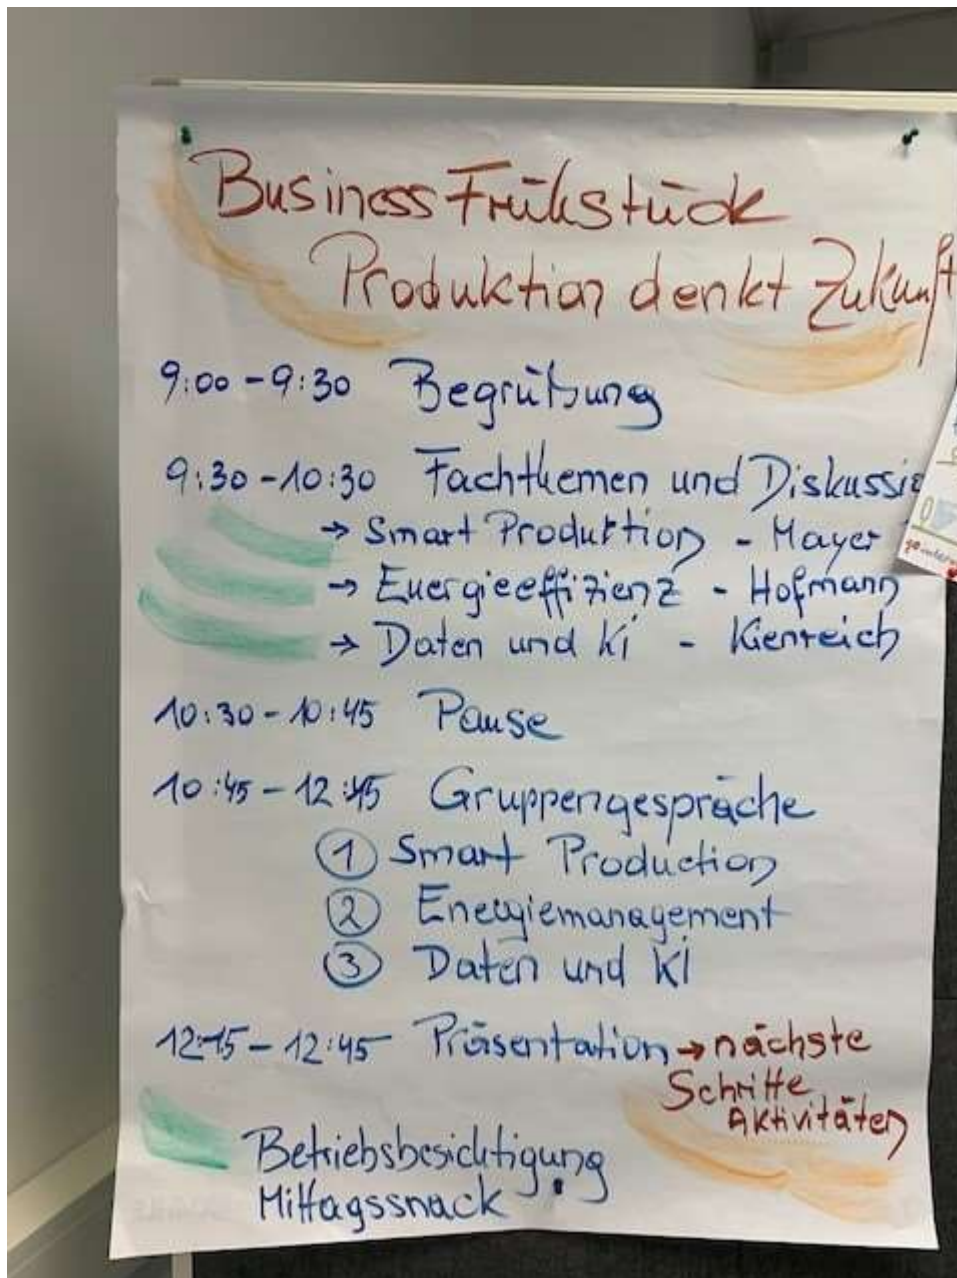 Business Frühstück
Produktion denkt Zukunft
9:00 - 9:30 Begrüßung
9:30 - 10:30 Fachthemen und Diskussio
→ Smart Produktion - Mayer
→ Energieeffizienz - Hofmann
→ Daten und Ki - Kienreich
10:30 - 10:45 Pause
10:45 - 12:15 Gruppengespräche
① Smart Production
② Energiemanagement
③ Daten und KI
12:15 - 12:45 Präsentation → nächste
Schritte
Aktivitäten
Betriebsbesichtigung
Mittagssnack